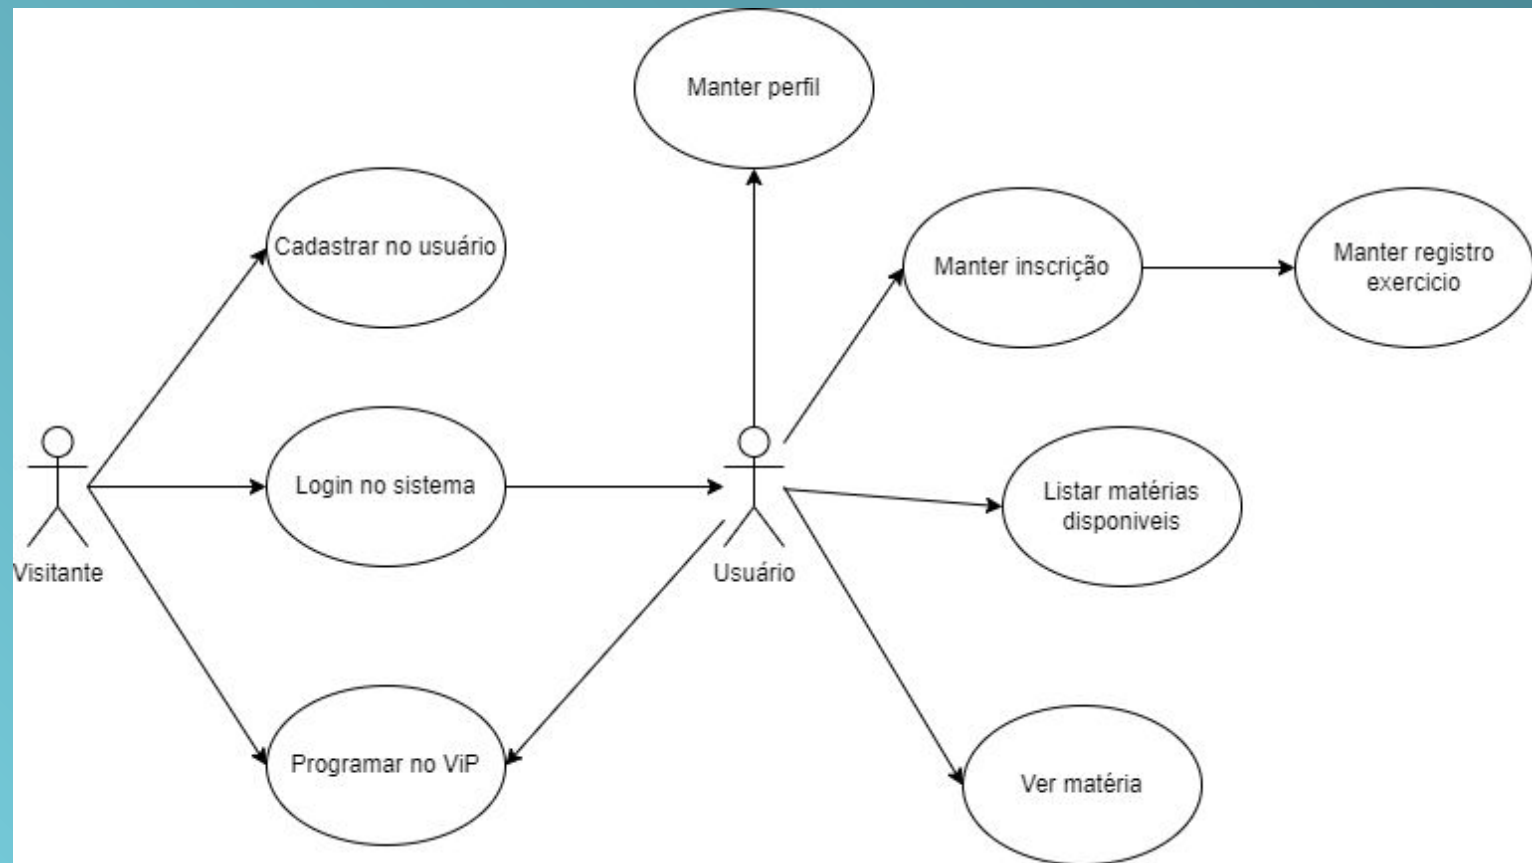 Manter perfil
Cadastrar no usuário
Manter inscrição
Manter registro
exercicio
Login no sistema
Listar matérias
disponiveis
Visitante
Usuário
Programar no ViP
Ver matéria